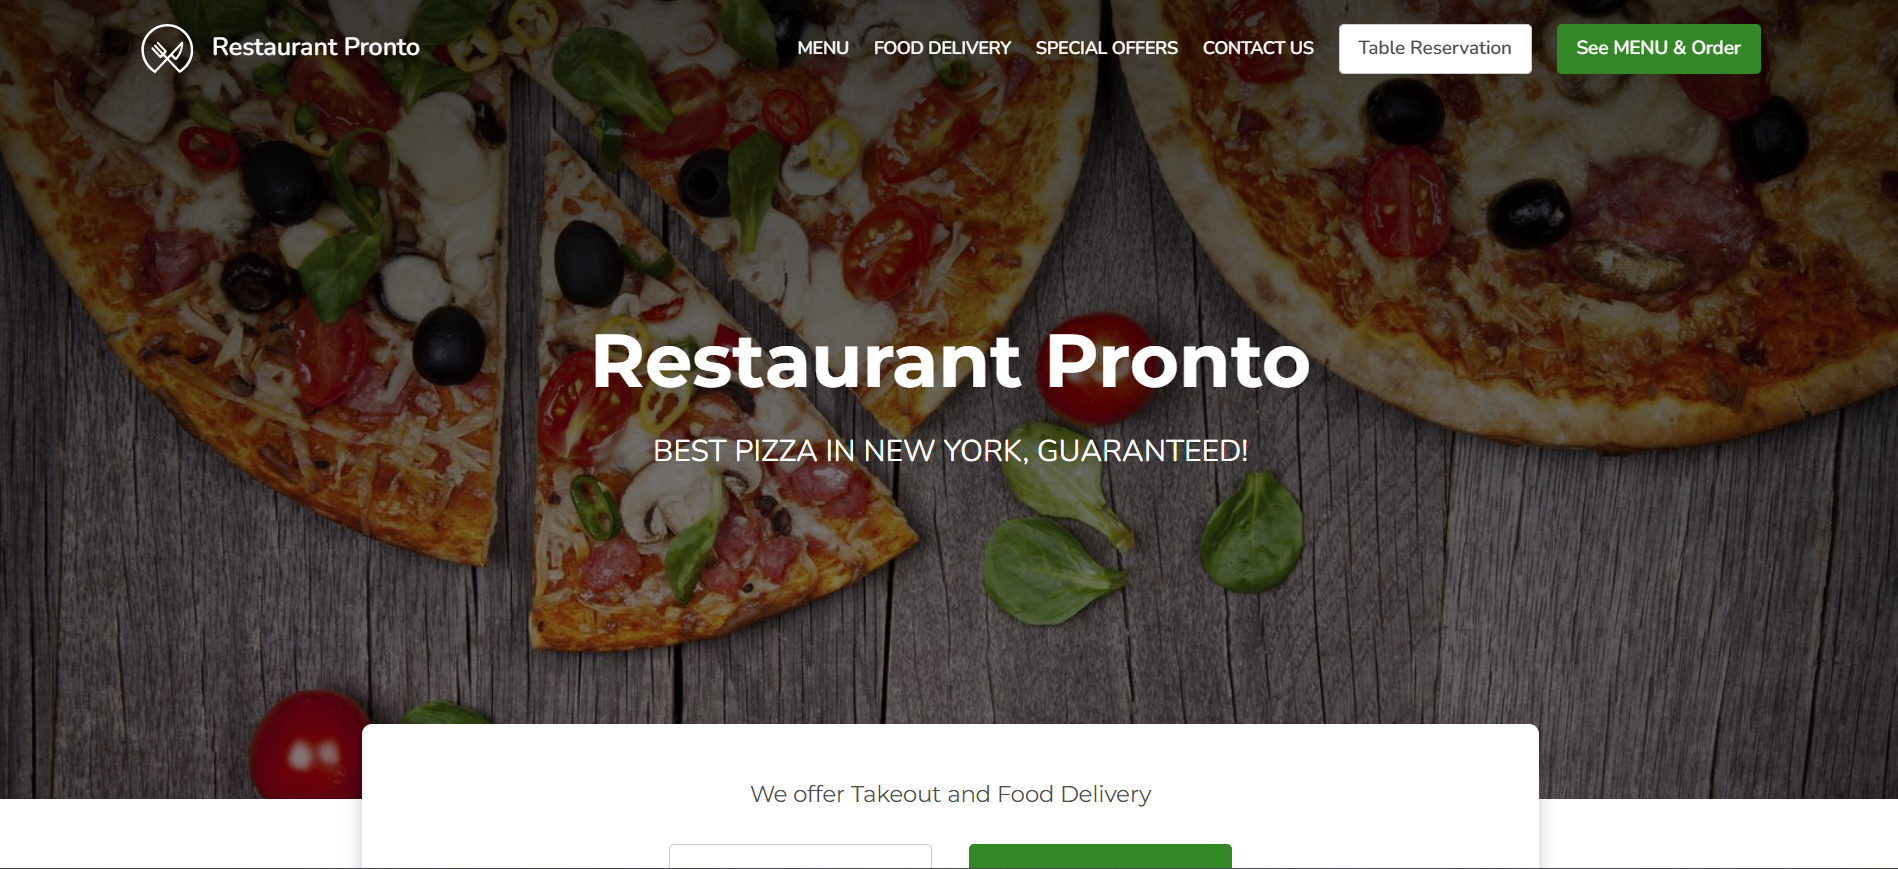 Restaurant Pronto
MENU FOOD DELIVERY SPECIAL OFFERS CONTACT US Table Reservation See MENU & Order
Restaurant Pronto
BEST PIZZA IN NEW YORK, GUARANTEED!
We offer Takeout and Food Delivery